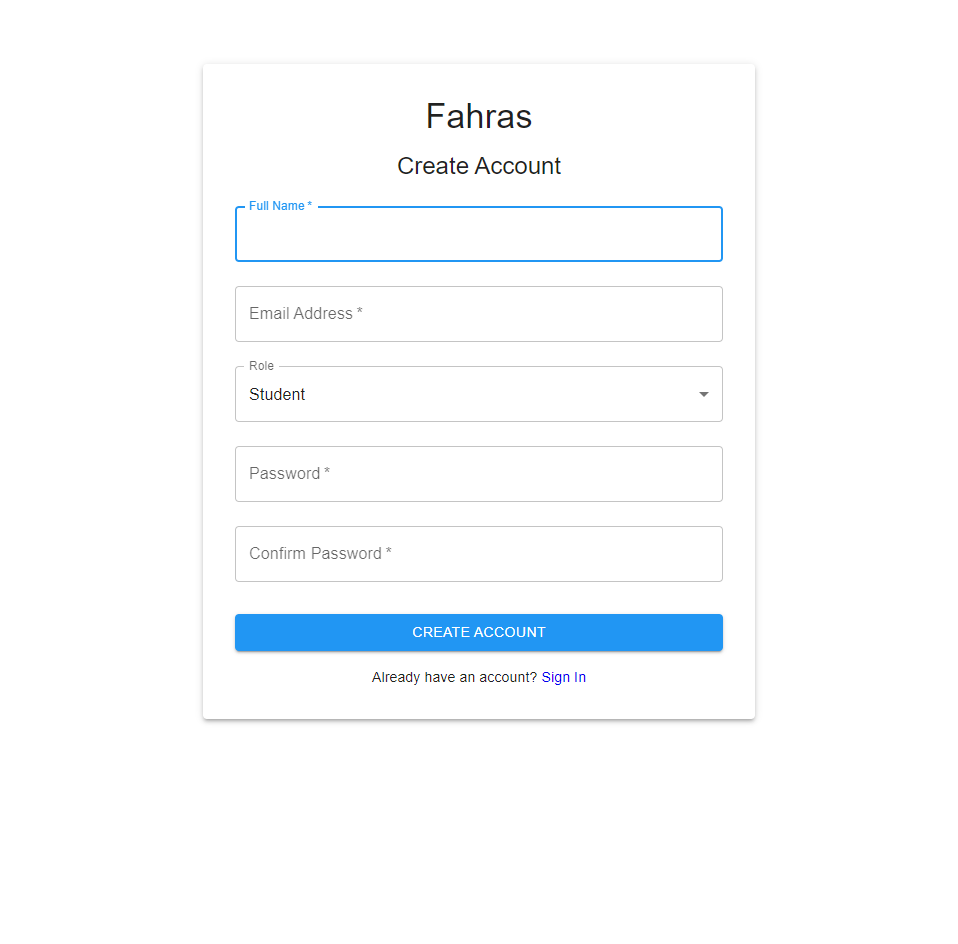 Fahras
Create Account
Full Name *
Email Address *
Role
Student
Password *
Confirm Password *
CREATE ACCOUNT
Already have an account? Sign In